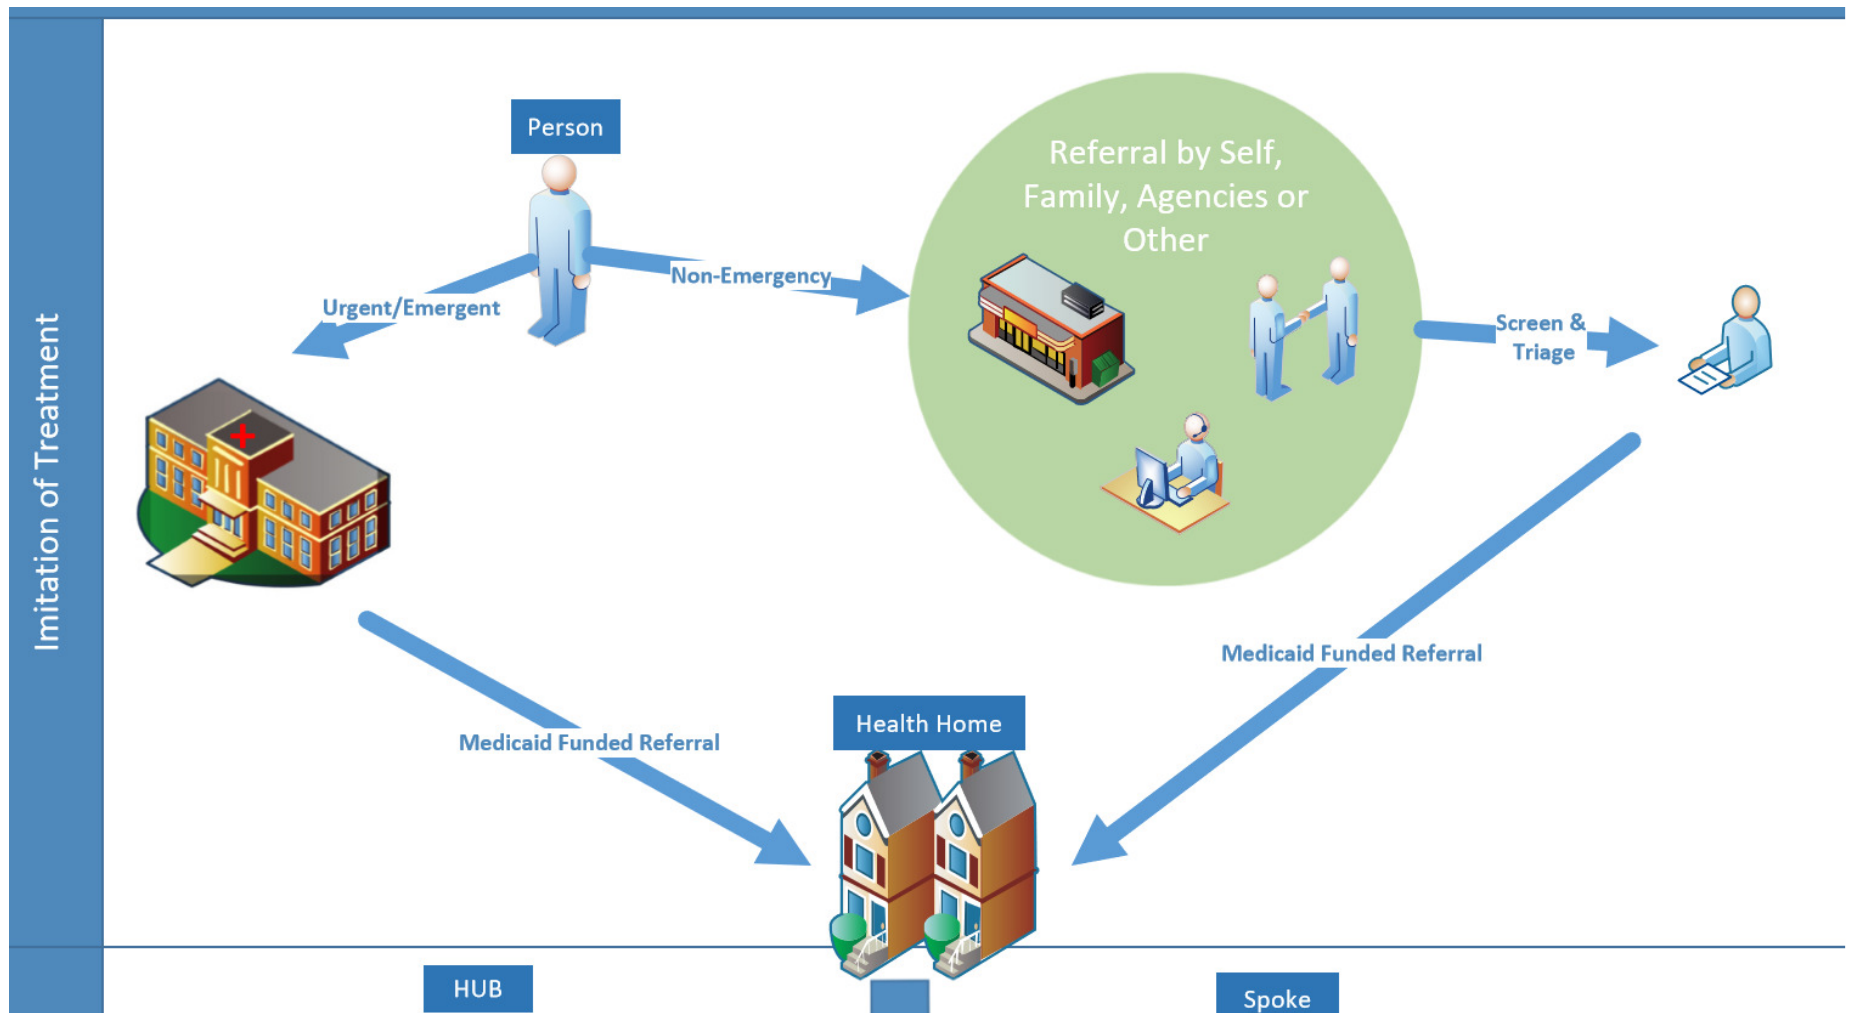 Imitation of Treatment
Person
Referral by Self,
Family, Agencies or
Other
Non-Emergency
Urgent/Emergent
Screen &
Triage
Medicaid Funded Referral
Health Home
Medicaid Funded Referral
HUB
Spoke